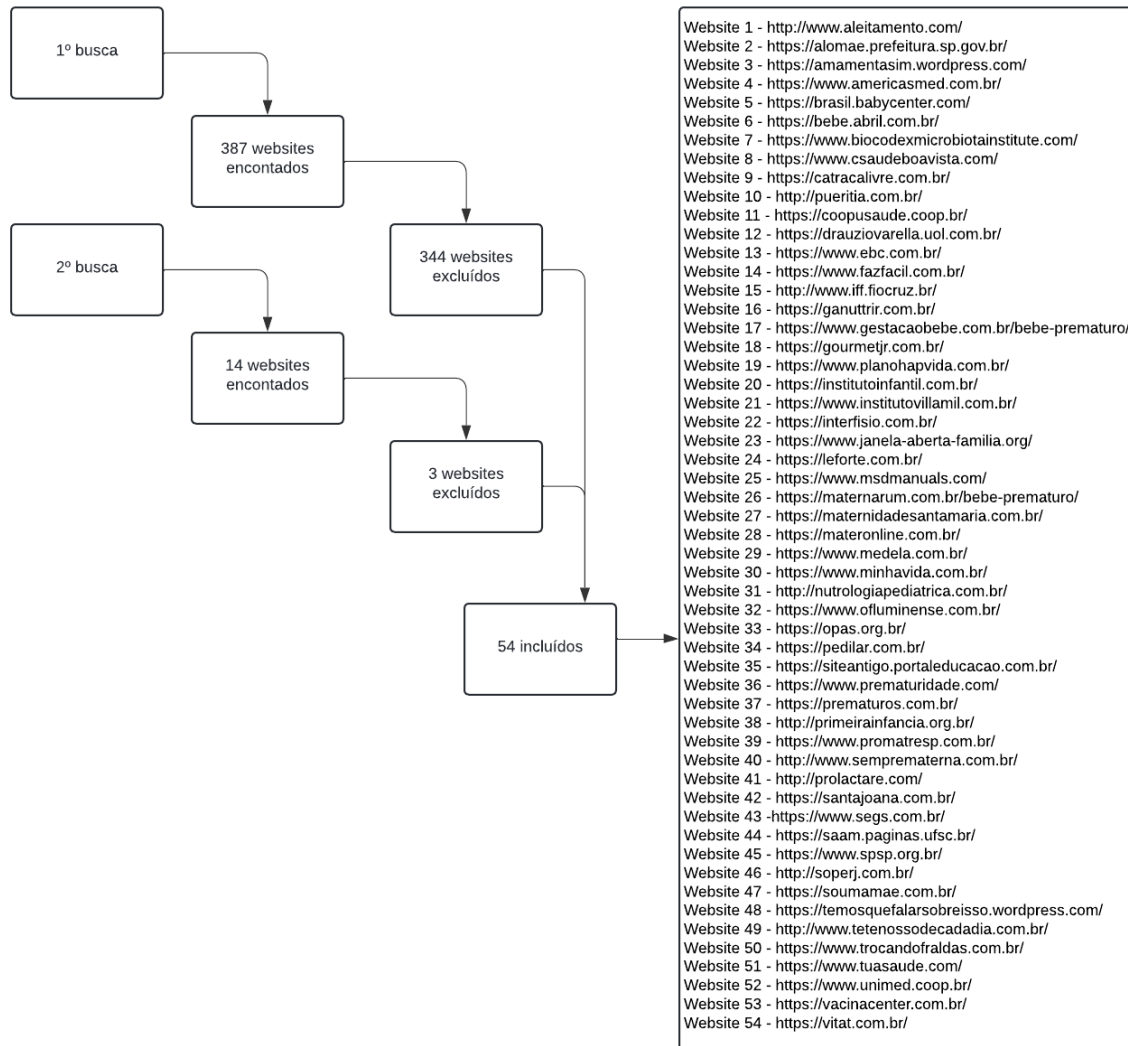 1º busca
387 websites
encontados
344 websites
excluídos
2º busca
14 websites
encontados
3 websites
excluídos
54 incluídos
Website 1 - http://www.aleitamento.com/
Website 2 - https://alomae.prefeitura.sp.gov.br/
Website 3 - https://amamentasim.wordpress.com/
Website 4 - https://www.americasmed.com.br/
Website 5 - https://brasil.babycenter.com/
Website 6 - https://bebe.abril.com.br/
Website 7 - https://www.biocodexmicrobiotainstitute.com/
Website 8 - https://www.csaudeboavista.com/
Website 9 - https://catracalivre.com.br/
Website 10 - http://pueritia.com.br/
Website 11 - https://coopusaude.coop.br/
Website 12 - https://drauziovarella.uol.com.br/
Website 13 - https://www.ebc.com.br/
Website 14 - https://www.fazfacil.com.br/
Website 15 - http://www.iff.fiocruz.br/
Website 16 - https://ganuttrir.com.br/
Website 17 - https://www.gestacaobebe.com.br/bebe-prematuro/
Website 18 - https://gourmetjr.com.br/
Website 19 - https://www.planohapvida.com.br/
Website 20 - https://institutoinfantil.com.br/
Website 21 - https://www.institutovillamil.com.br/
Website 22 - https://interfisio.com.br/
Website 23 - https://www.janela-aberta-familia.org/
Website 24 - https://leforte.com.br/
Website 25 - https://www.msdmanuals.com/
Website 26 - https://maternarum.com.br/bebe-prematuro/
Website 27 - https://maternidadesantamaria.com.br/
Website 28 - https://materonline.com.br/
Website 29 - https://www.medela.com.br/
Website 30 - https://www.minhavida.com.br/
Website 31 - http://nutrologiapediatrica.com.br/
Website 32 - https://www.ofluminense.com.br/
Website 33 - https://opas.org.br/
Website 34 - https://pedilar.com.br/
Website 35 - https://siteantigo.portaleducacao.com.br/
Website 36 - https://www.prematuridade.com/
Website 37 - https://prematuros.com.br/
Website 38 - http://primeirainfancia.org.br/
Website 39 - https://www.promatresp.com.br/
Website 40 - http://www.semprematerna.com.br/
Website 41 - http://prolactare.com/
Website 42 - https://santajoana.com.br/
Website 43 -https://www.segs.com.br/
Website 44 - https://saam.paginas.ufsc.br/
Website 45 - https://www.spsp.org.br/
Website 46 - http://soperj.com.br/
Website 47 - https://soumamae.com.br/
Website 48 - https://temosquefalarsobreisso.wordpress.com/
Website 49 - http://www.tetenossodecadadia.com.br/
Website 50 - https://www.trocandofraldas.com.br/
Website 51 - https://www.tuasaude.com/
Website 52 - https://www.unimed.coop.br/
Website 53 - https://vacinacenter.com.br/
Website 54 - https://vitat.com.br/